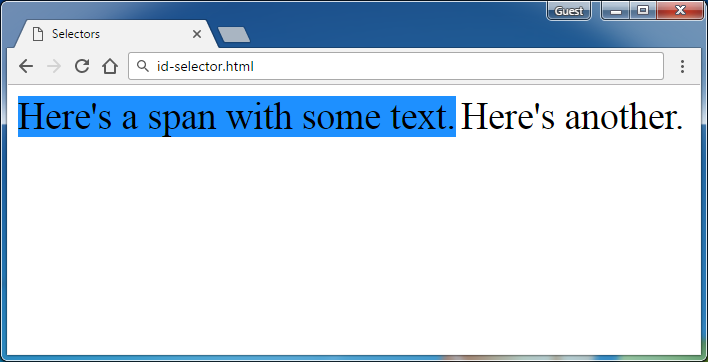 Guest
Selectors
id-selector.html
Here's a span with some text. Here's another.